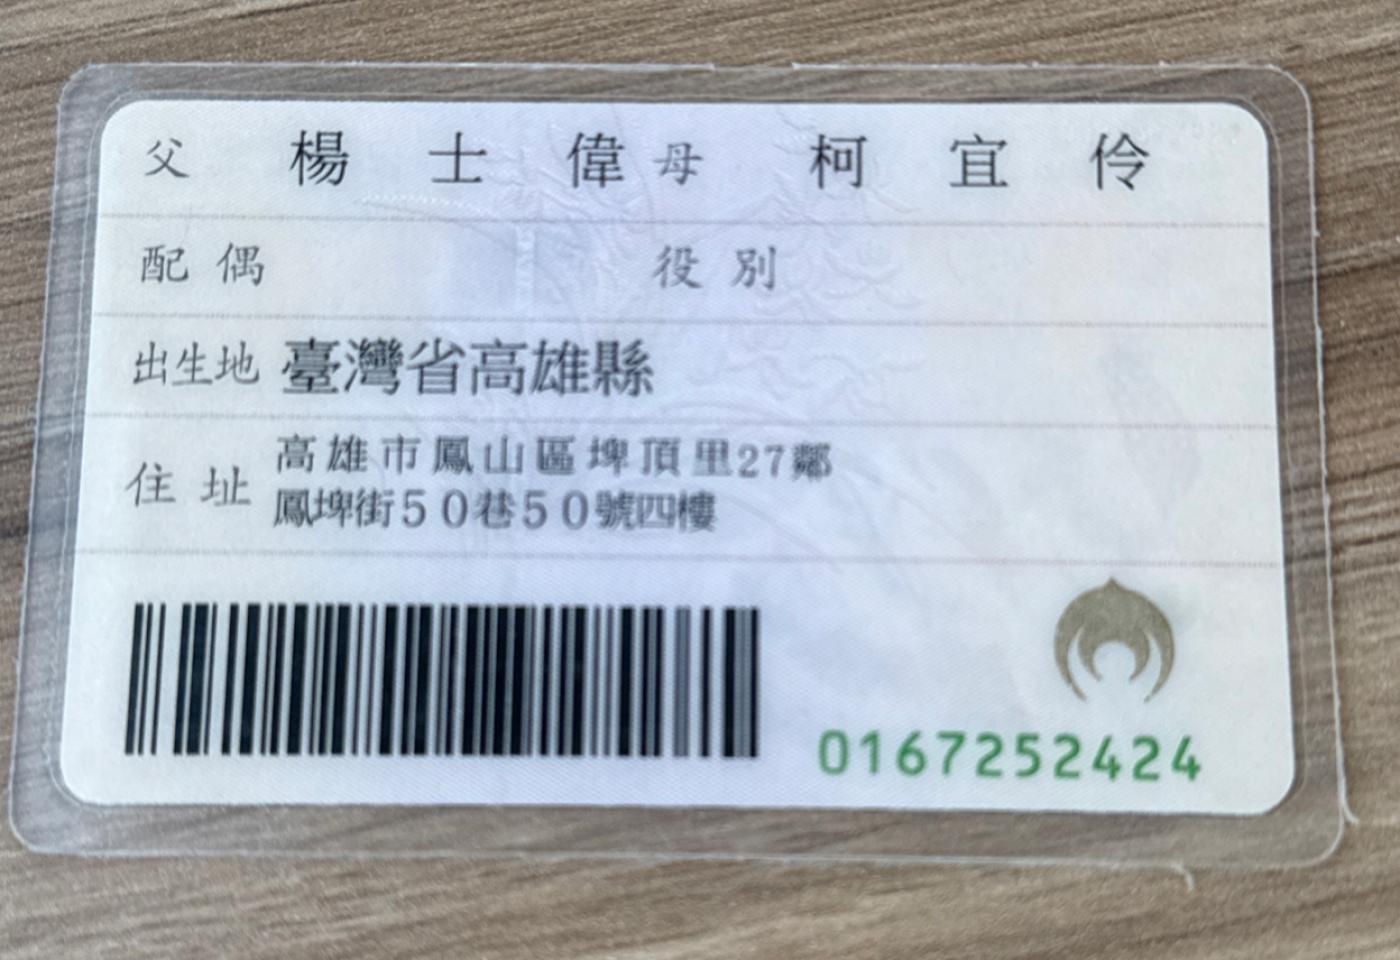 父 楊士偉 母 柯宜伶
配偶 役別
出生地 臺灣省高雄縣
住址 高雄市鳳山區埤頂里27鄰
鳳埤街50巷50號四樓
0167252424